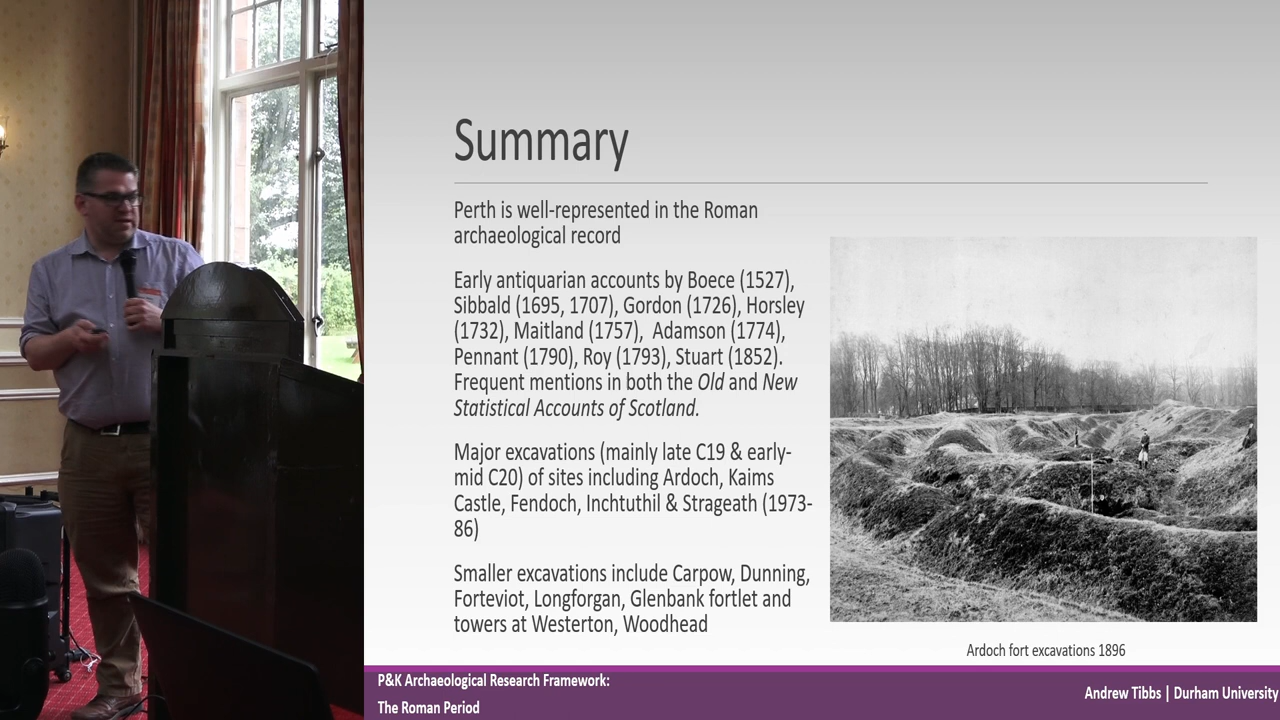 Summary
Perth is well-represented in the Roman
archaeological record
Early antiquarian accounts by Boece (1527),
Sibbald (1695, 1707), Gordon (1726), Horsley
(1732), Maitland (1757),  Adamson (1774),
Pennant (1790), Roy (1793), Stuart (1852).
Frequent mentions in both the Old and New
Statistical Accounts of Scotland.
Major excavations (mainly late C19 & early-
mid C20) of sites including Ardoch, Kaims
Castle, Fendoch, Inchtuthil & Strageath (1973-
86)
Smaller excavations include Carpow, Dunning,
Forteviot, Longforgan, Glenbank fortlet and
towers at Westerton, Woodhead
Ardoch fort excavations 1896
P&K Archaeological Research Framework:
The Roman Period
Andrew Tibbs | Durham University